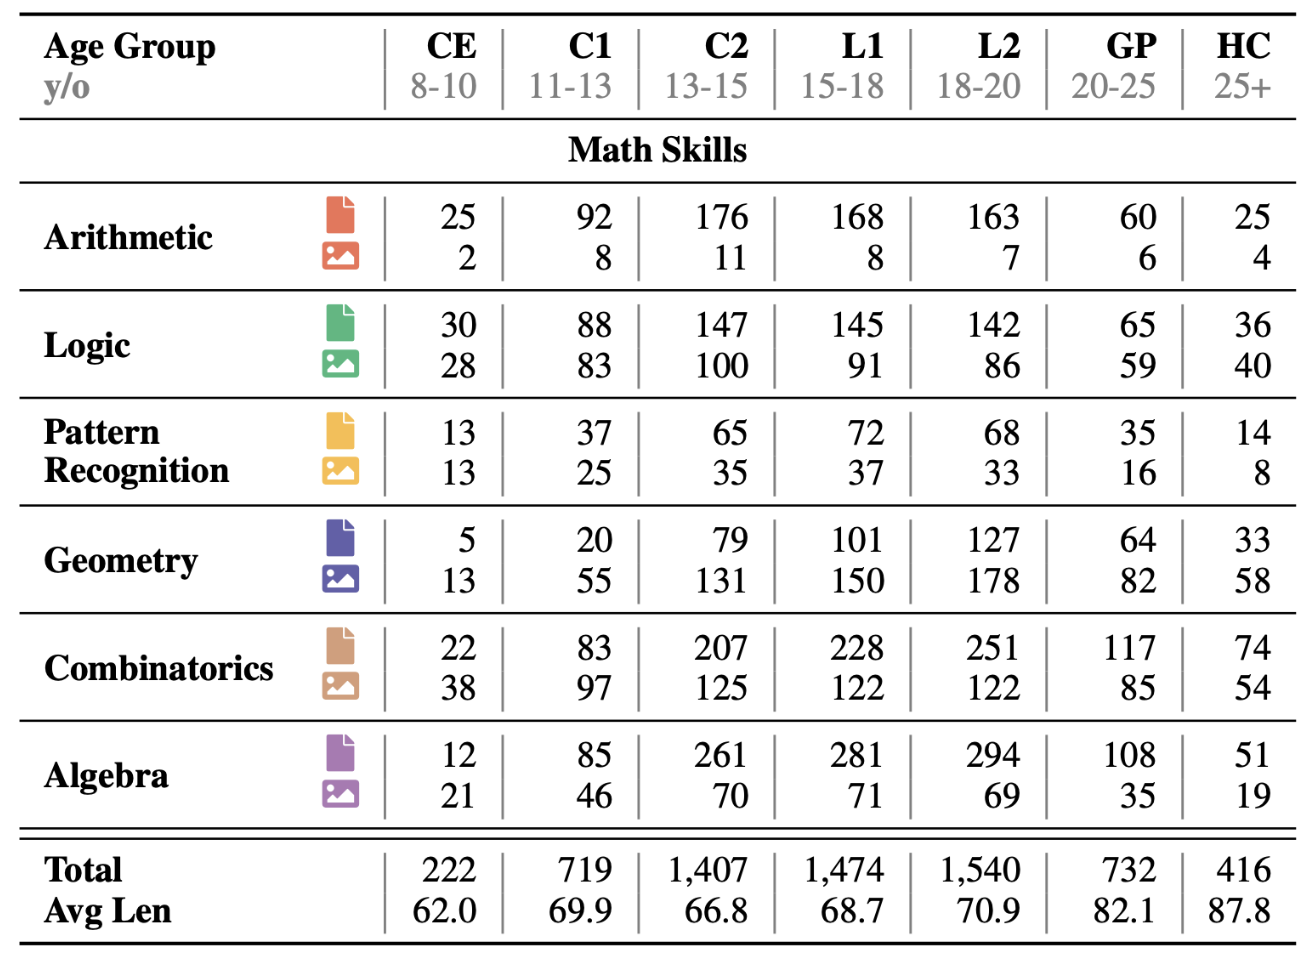 Age Group CE C1 C2 L1 L2 GP HC
y/o 8-10 11-13 13-15 15-18 18-20 20-25 25+
Math Skills
Arithmetic
25 92 176 168 163 60 25
2 8 11 8 7 6 4
Logic
30 88 147 145 142 65 36
28 83 100 91 86 59 40
Pattern 13 37 65 72 68 35 14
Recognition 13 25 35 37 33 16 8
Geometry
5 20 79 101 127 64 33
13 55 131 150 178 82 58
Combinatorics
22 83 207 228 251 117 74
38 97 125 122 122 85 54
Algebra
12 85 261 281 294 108 51
21 46 70 71 69 35 19
Total 222 719 1,407 1,474 1,540 732 416
Avg Len 62.0 69.9 66.8 68.7 70.9 82.1 87.8